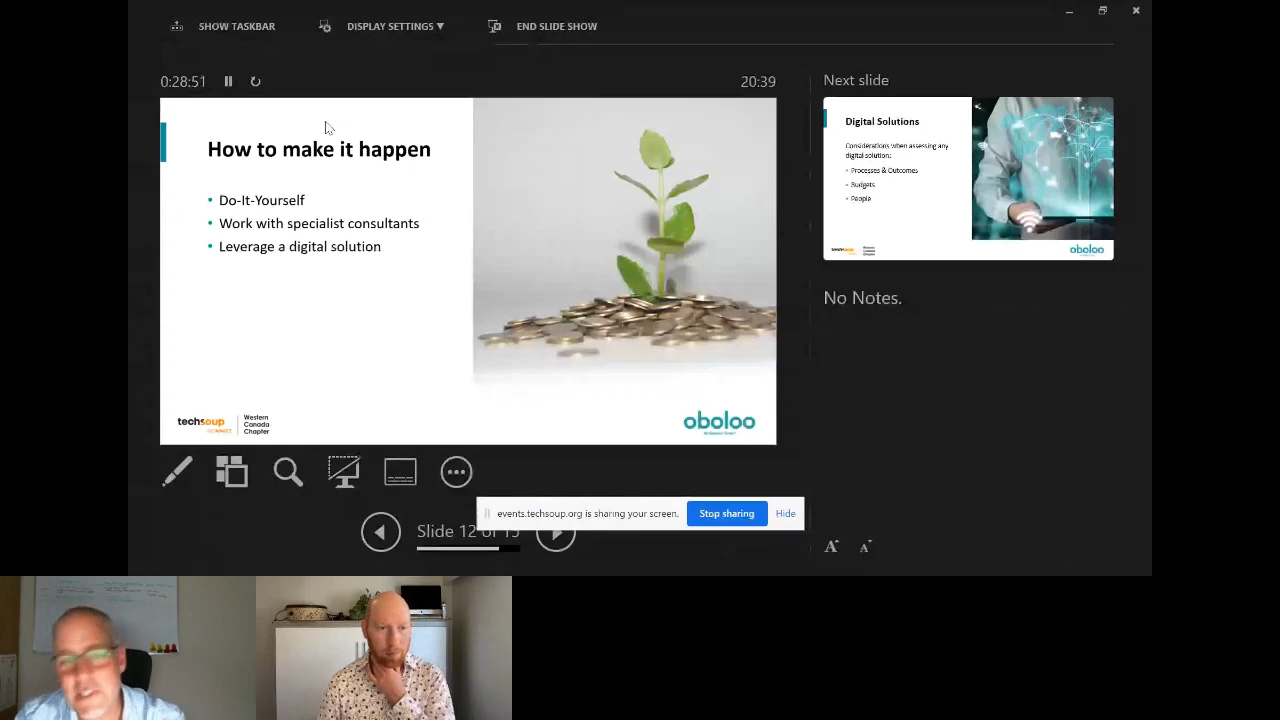 SHOW TASKBAR
DISPLAY SETTINGS ▼
END SLIDE SHOW
0:28:51
20:39
How to make it happen
• Do-It-Yourself
• Work with specialist consultants
• Leverage a digital solution
techsoup
Western
Canada
Chapter
oboloo
Next slide
Digital Solutions
Considerations when assessing any
digital solution:
• Processes & Outcomes
• Budgets
• People
techsoup
oboloo
No Notes.
events.techsoup.org is sharing your screen.
Stop sharing
Hide
Slide 12 of 15
A A